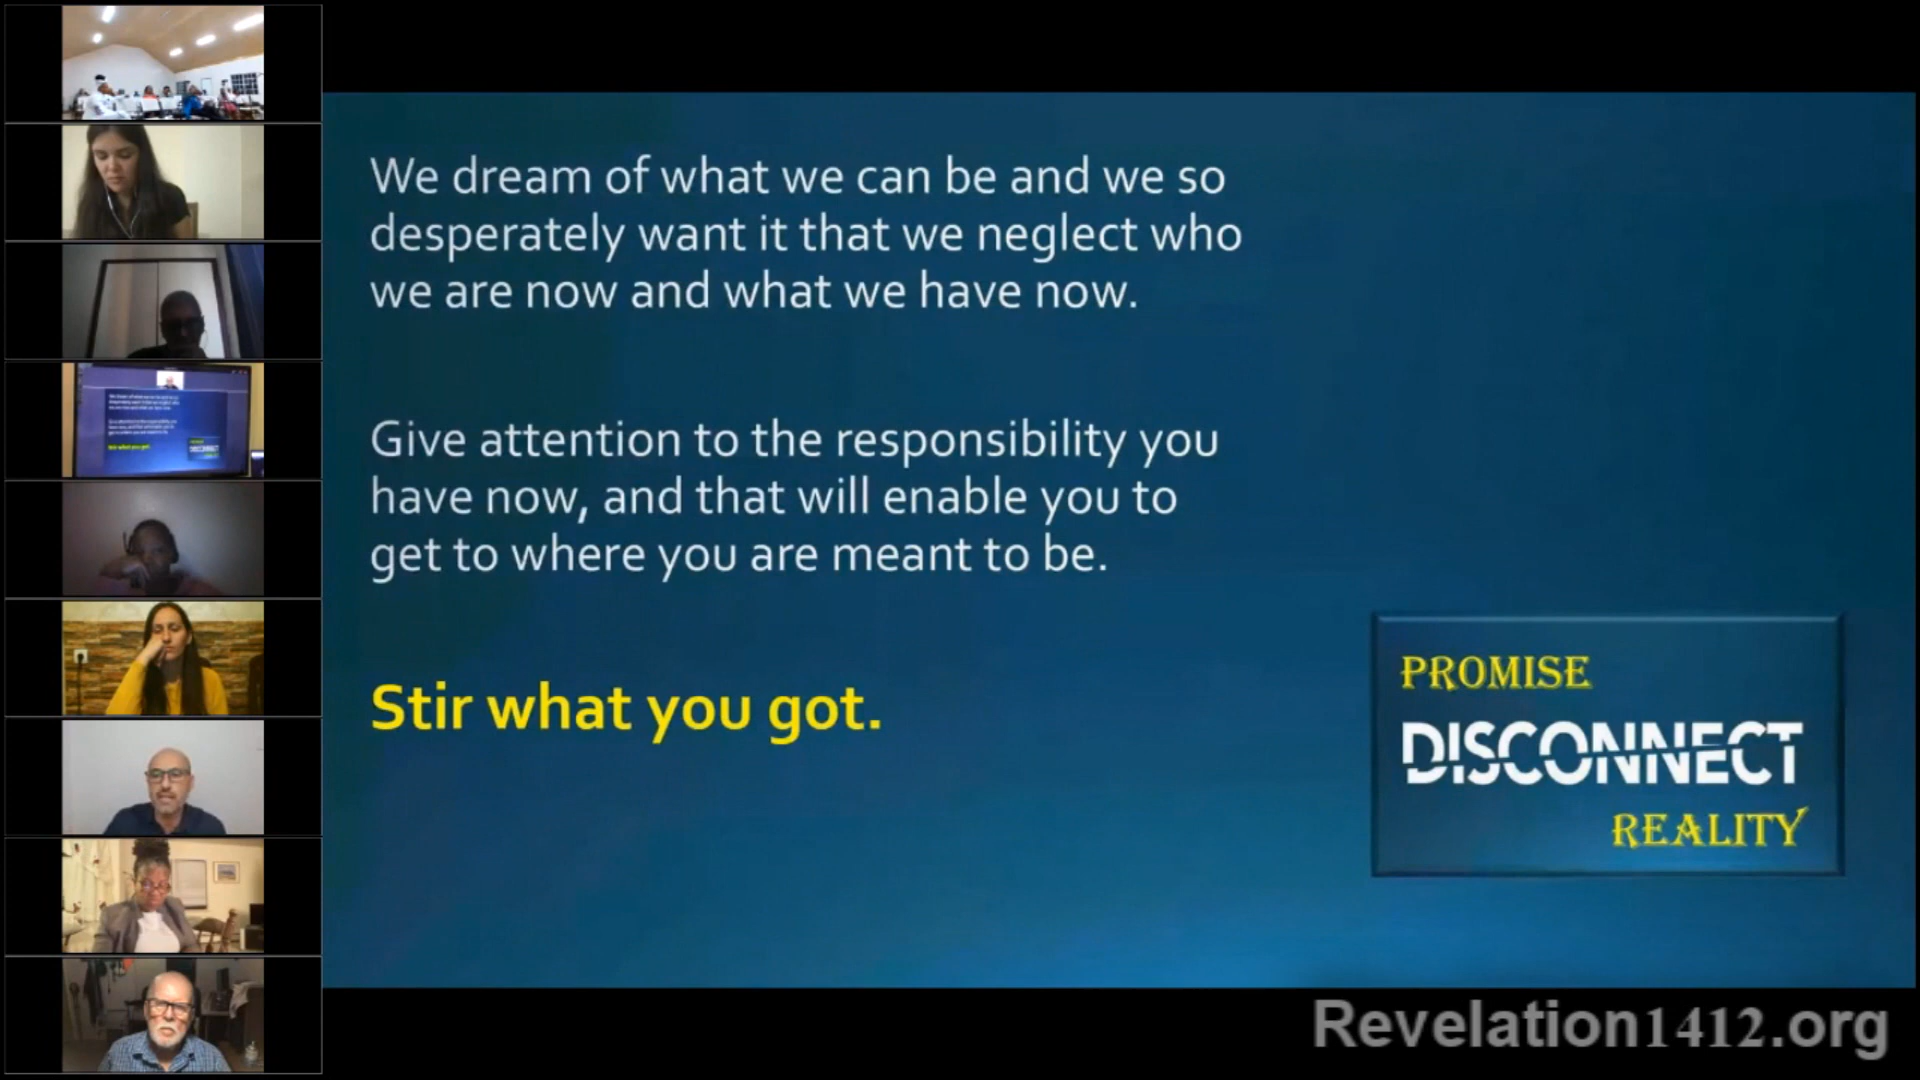 We dream of what we can be and we so
desperately want it that we neglect who
we are now and what we have now.
Give attention to the responsibility you
have now, and that will enable you to
get to where you are meant to be.
Stir what you got.
PROMISE
DISCONNECT
REALITY
Revelation1412.org